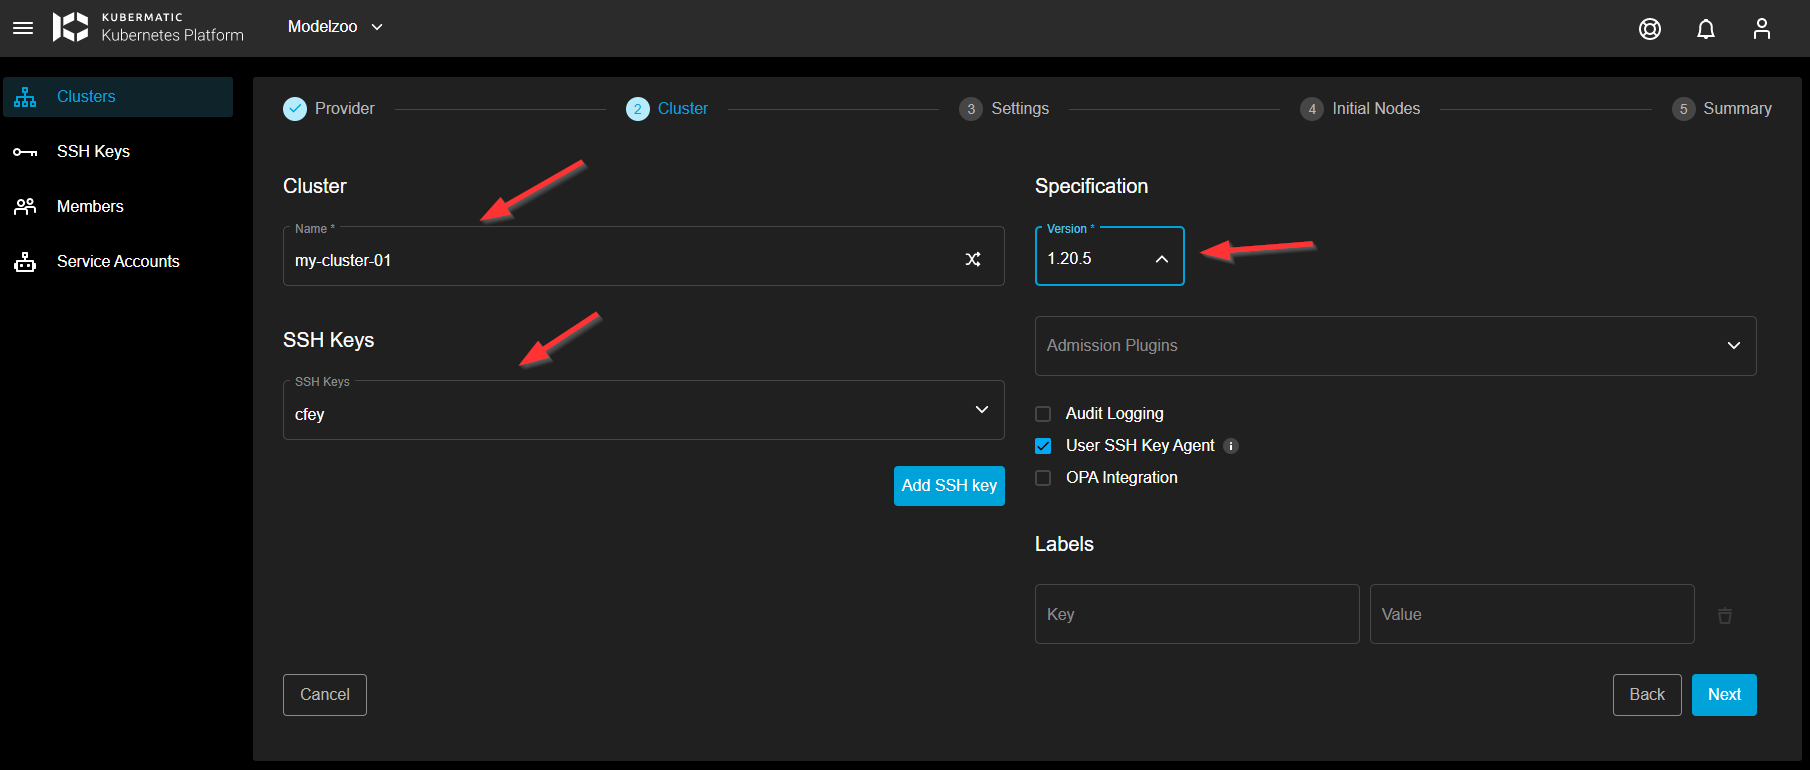 KUBERMATIC
Kubernetes Platform
Modelzoo
Clusters
SSH Keys
Members
Service Accounts
Provider
2 Cluster
3 Settings
4 Initial Nodes
5 Summary
Cluster
Name *
my-cluster-01
SSH Keys
SSH Keys
cfey
Add SSH key
Specification
Version *
1.20.5
Admission Plugins
Audit Logging
User SSH Key Agent i
OPA Integration
Labels
Key
Value
Cancel
Back
Next